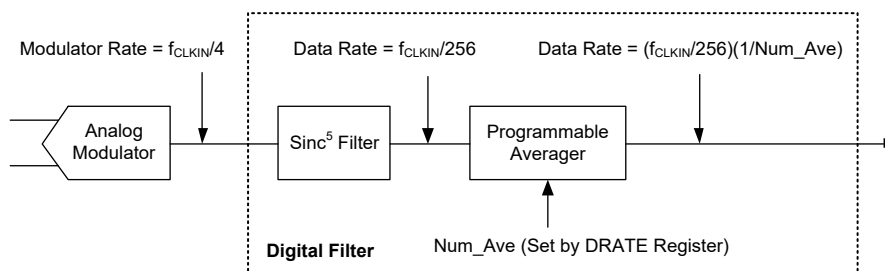 Modulator Rate = fCLKIN/4
Data Rate = fCLKIN/256
Data Rate = (fCLKIN/256)(1/Num_Ave)
Analog
Modulator
Sinc⁵ Filter
Programmable
Averager
Digital Filter
Num_Ave (Set by DRATE Register)